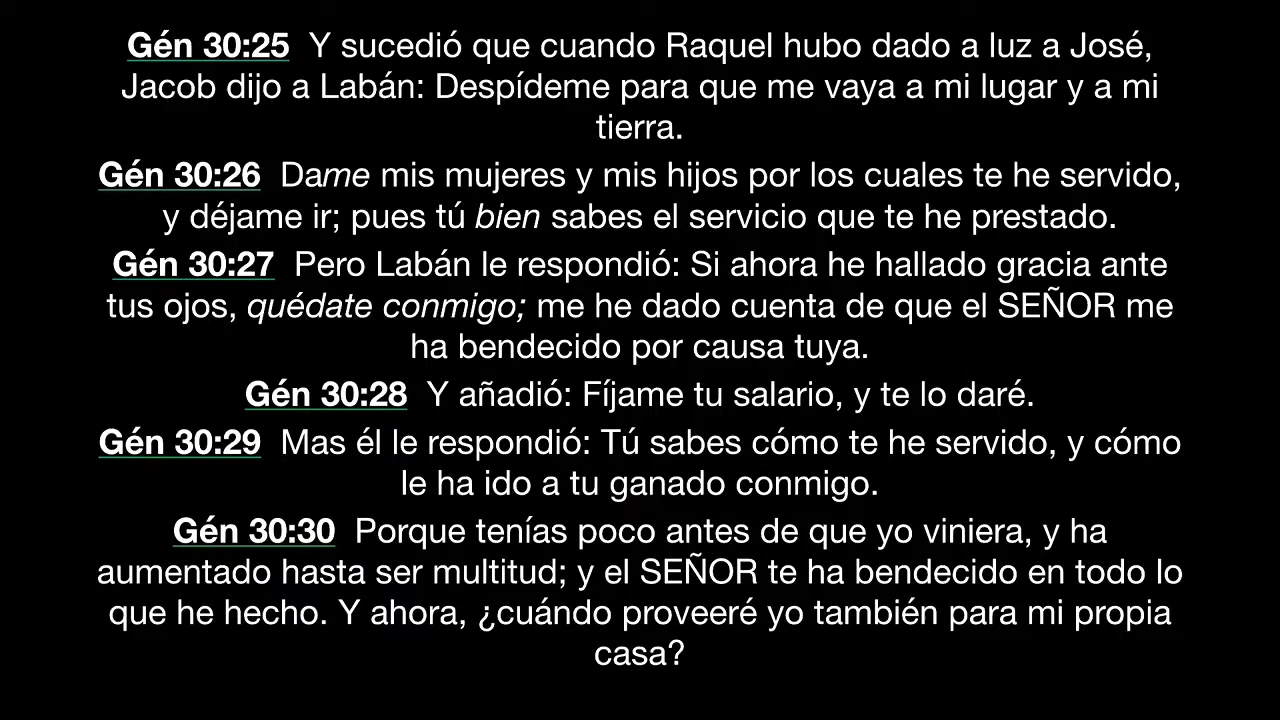 Gén 30:25  Y sucedió que cuando Raquel hubo dado a luz a José,
Jacob dijo a Labán: Despídeme para que me vaya a mi lugar y a mi
tierra.
Gén 30:26  Dame mis mujeres y mis hijos por los cuales te he servido,
y déjame ir; pues tú bien sabes el servicio que te he prestado.
Gén 30:27  Pero Labán le respondió: Si ahora he hallado gracia ante
tus ojos, quédate conmigo; me he dado cuenta de que el SEÑOR me
ha bendecido por causa tuya.
Gén 30:28  Y añadió: Fíjame tu salario, y te lo daré.
Gén 30:29  Mas él le respondió: Tú sabes cómo te he servido, y cómo
le ha ido a tu ganado conmigo.
Gén 30:30  Porque tenías poco antes de que yo viniera, y ha
aumentado hasta ser multitud; y el SEÑOR te ha bendecido en todo lo
que he hecho. Y ahora, ¿cuándo proveeré yo también para mi propia
casa?